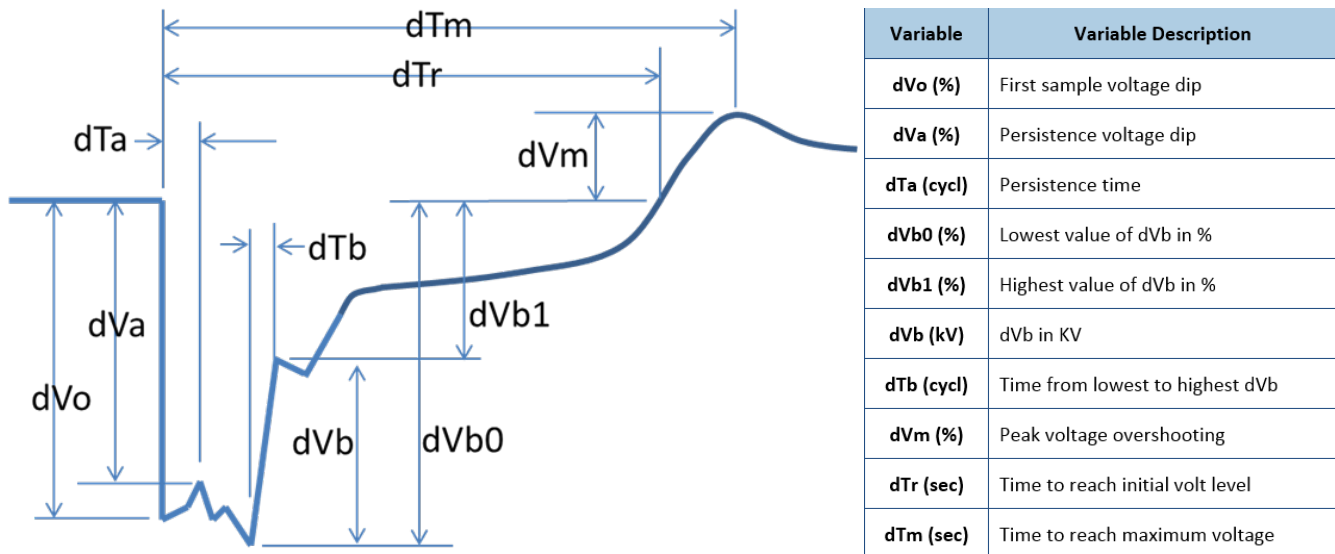 dTm
dTr
dTa
dVm
dTb
dVa
dVb1
dVo
dVb
dVb0
Variable Variable Description
dVo (%) First sample voltage dip
dVa (%) Persistence voltage dip
dTa (cycl) Persistence time
dVb0 (%) Lowest value of dVb in %
dVb1 (%) Highest value of dVb in %
dVb (kV) dVb in KV
dTb (cycl) Time from lowest to highest dVb
dVm (%) Peak voltage overshooting
dTr (sec) Time to reach initial volt level
dTm (sec) Time to reach maximum voltage